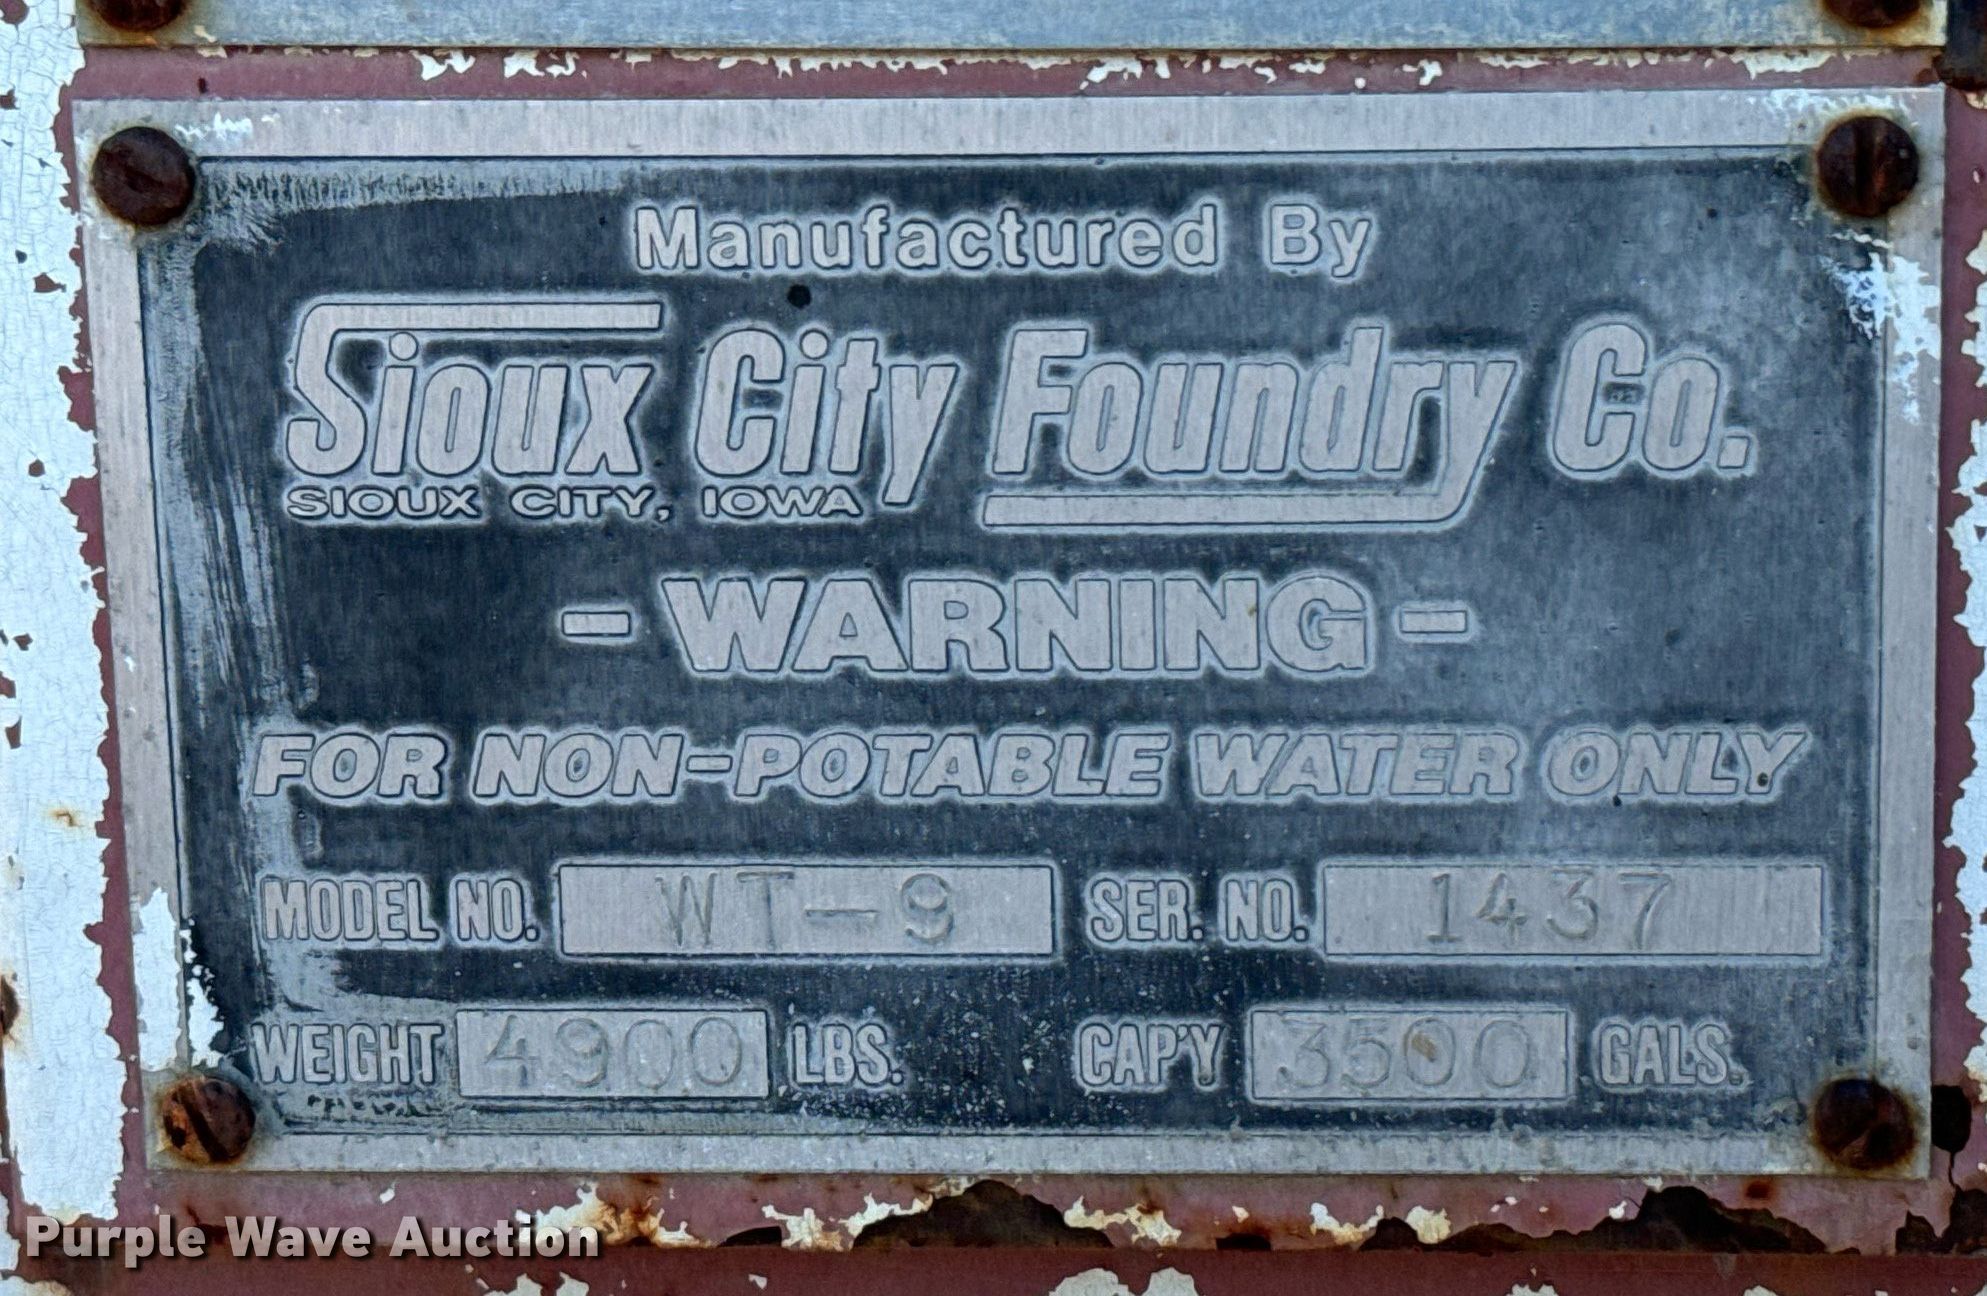 Manufactured By
Sioux City Foundry Co.
SIOUX CITY, IOWA
- WARNING -
FOR NON-POTABLE WATER ONLY
MODEL NO. WT-9 SER. NO. 1437
WEIGHT 4900 LBS. CAP'Y 3500 GALS.
Purple Wave Auction